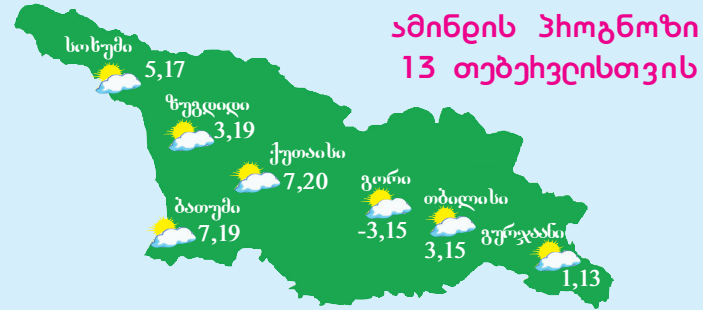 ამინდის პროგნოზი
13 თებერვლისთვის
სოხუმი
5,17
ზუგდიდი
3,19
ქუთაისი
7,20
გორი
-3,15
თბილისი
3,15
ბათუმი
7,19
გურჯაანი
1,13